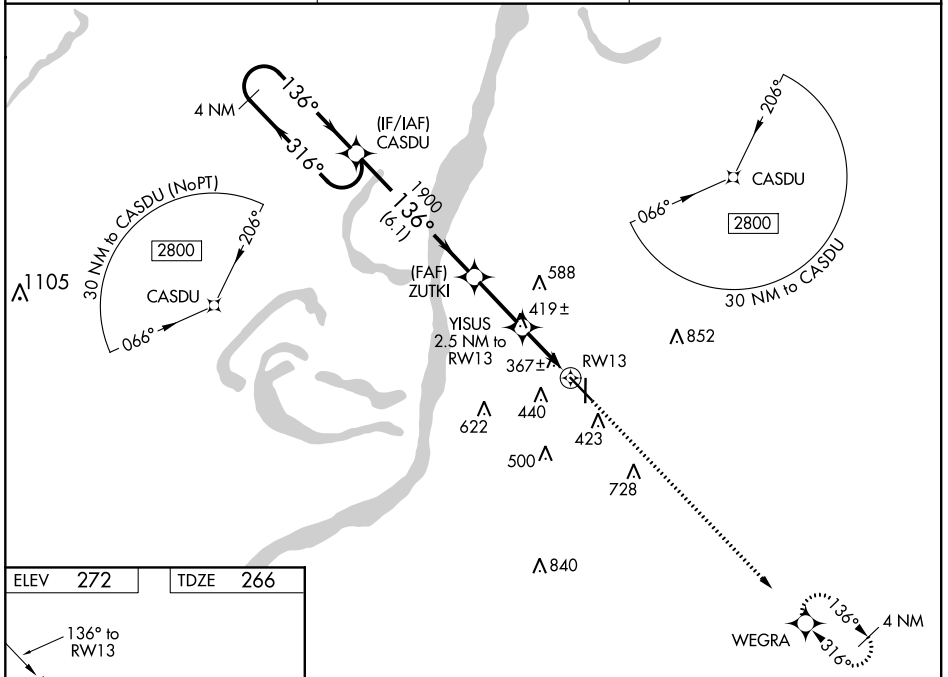 136°
4 NM
316°
(IF/IAF)
CASDU
1900
136°
(6.1)
206°
CASDU
066°
2800
30 NM to CASDU
30 NM to CASDU (NoPT)
2800
206°
CASDU
066°
1105
(FAF)
ZUTKI
588
419±
YISUS
2.5 NM to
RW13
367±
RW13
852
440
622
423
500
728
840
ELEV 272
TDZE 266
136° to
RW13
136°
4 NM
WEGRA
316°